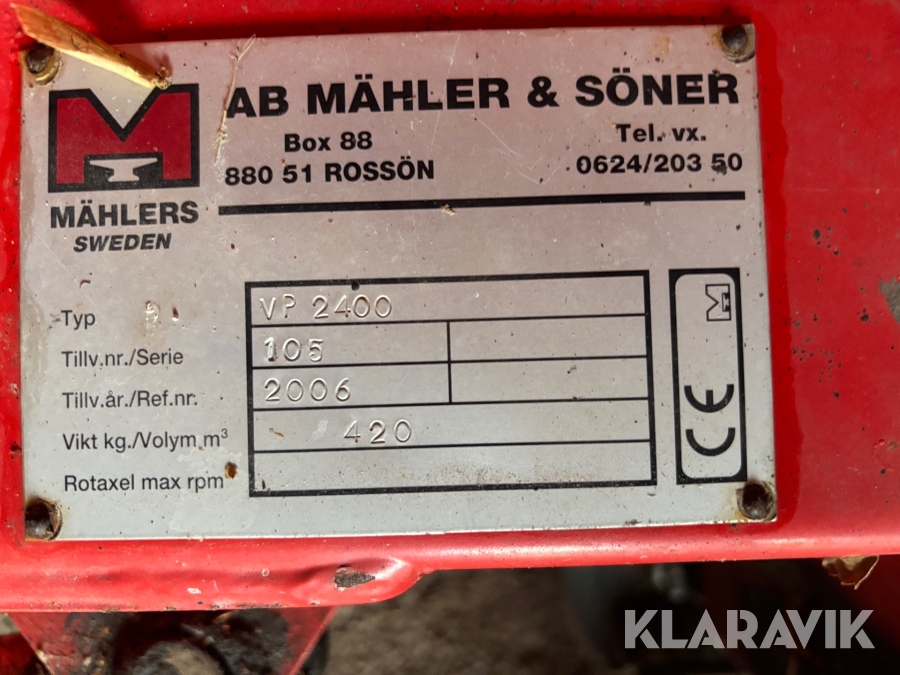 AB MÄHLER & SÖNER
Box 88 Tel. vx.
880 51 ROSSÖN 0624/203 50
MÄHLERS
SWEDEN
Typ VP 2400
Tillv.nr./Serie 105
Tillv.år./Ref.nr. 2006
Vikt kg./Volym m³ 420
Rotaxel max rpm
CE
KLARAVIK